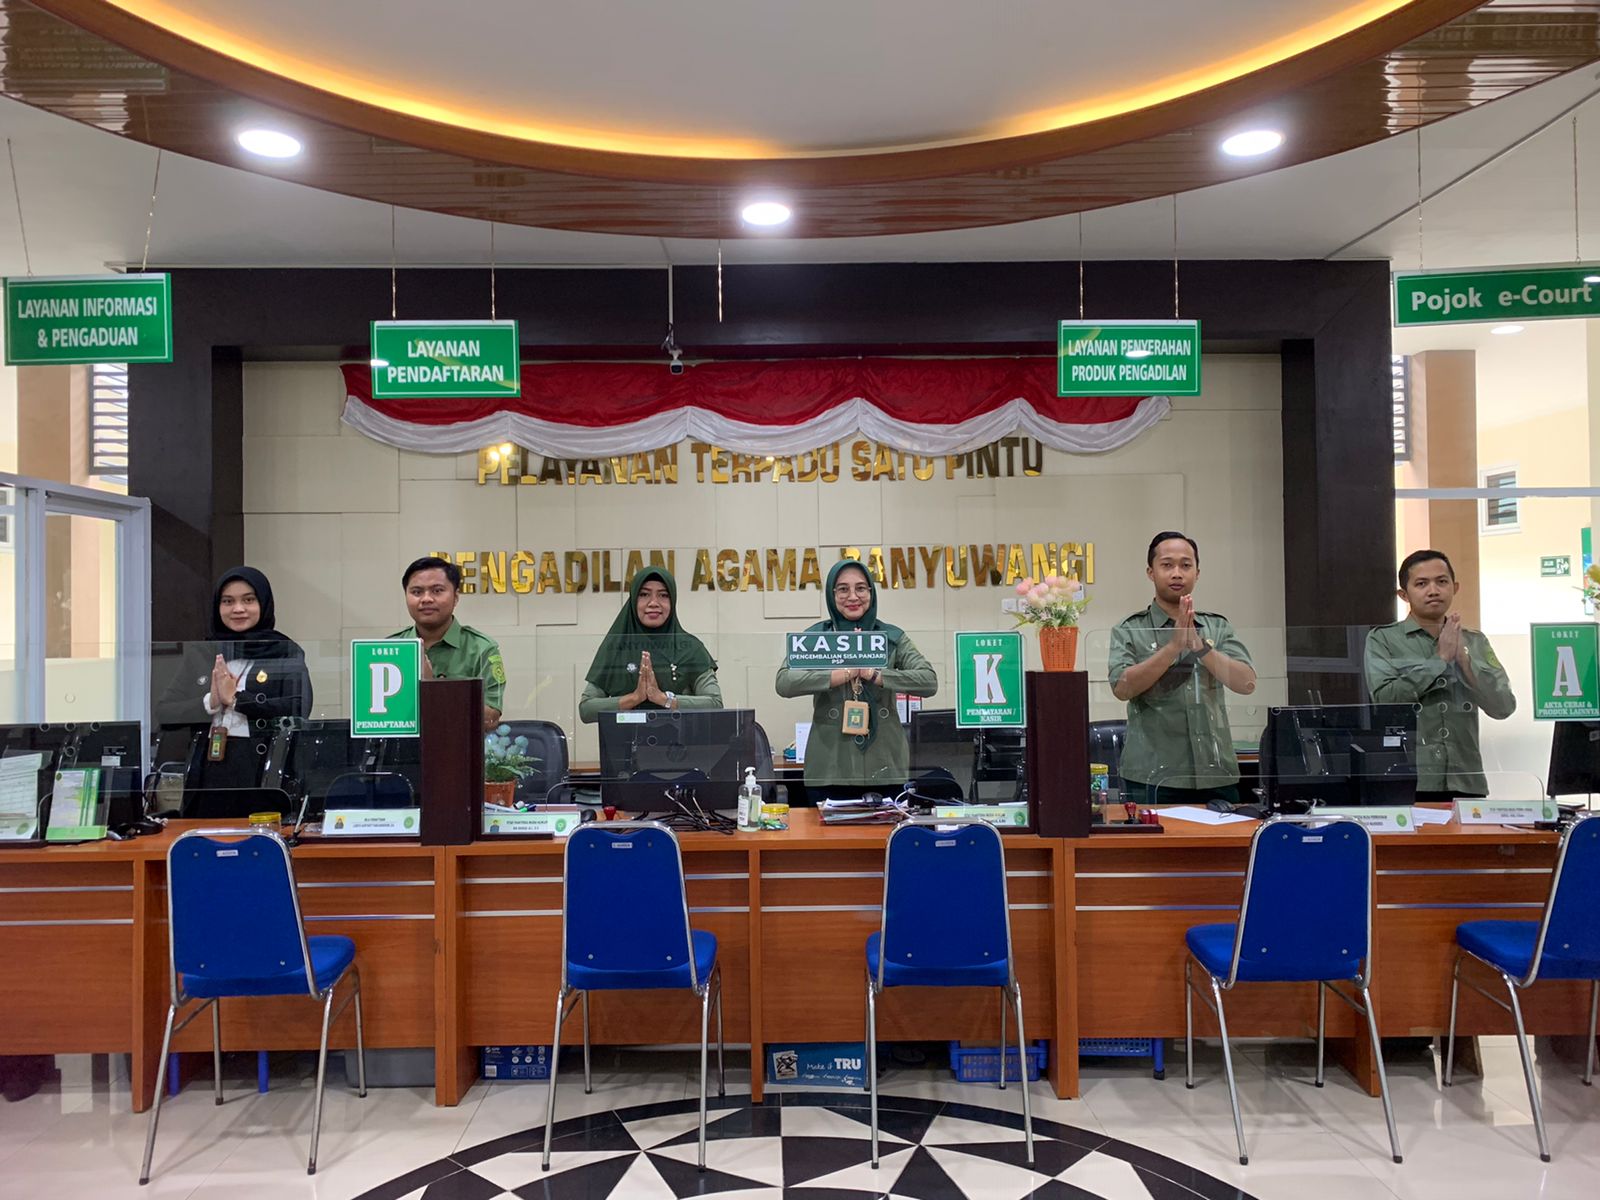 LAYANAN INFORMASI
& PENGADUAN
LAYANAN
PENDAFTARAN
LAYANAN PENYERAHAN
PRODUK PENGADILAN
Pojok e-Court
PELAYANAN TERPADU SATU PINTU
PENGADILAN AGAMA BANYUWANGI
LOKET
P
PENDAFTARAN
KASIR
(PENGEMBALIAN SISA PANJAR)
PSP
LOKET
K
PEMBAYARAN/
KASIR
LOKET
A
AKTA CERAI &
PRODUK LAINNYA
Make it TRU